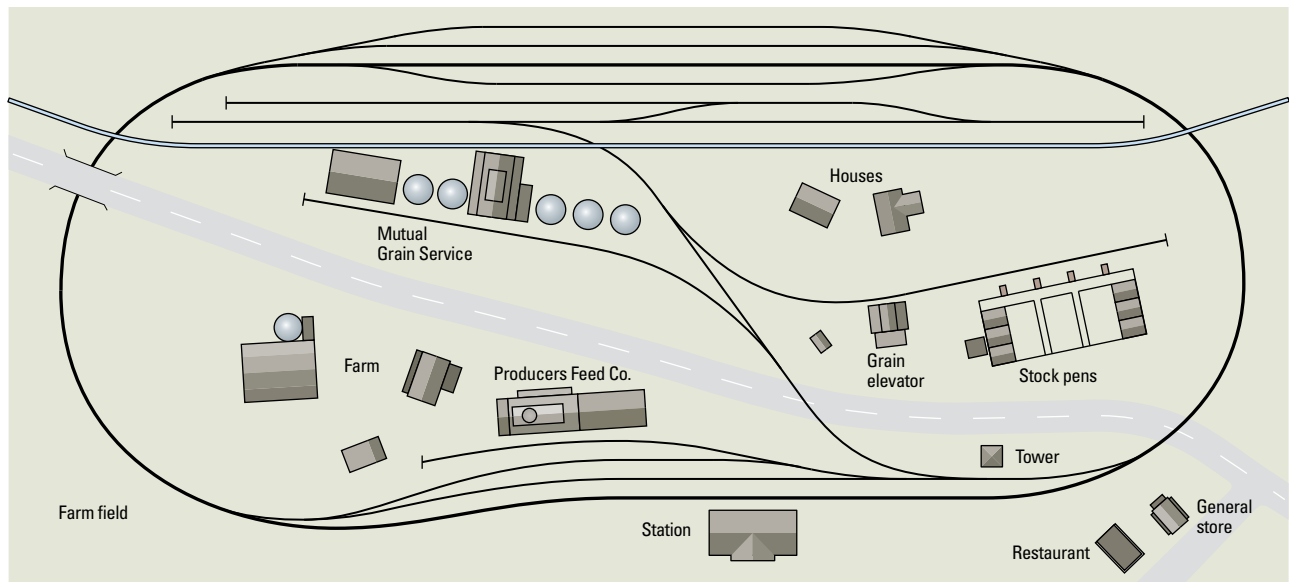 Houses
Mutual
Grain Service
Farm
Producers Feed Co.
Grain
elevator
Stock pens
Tower
Farm field
Station
General
store
Restaurant